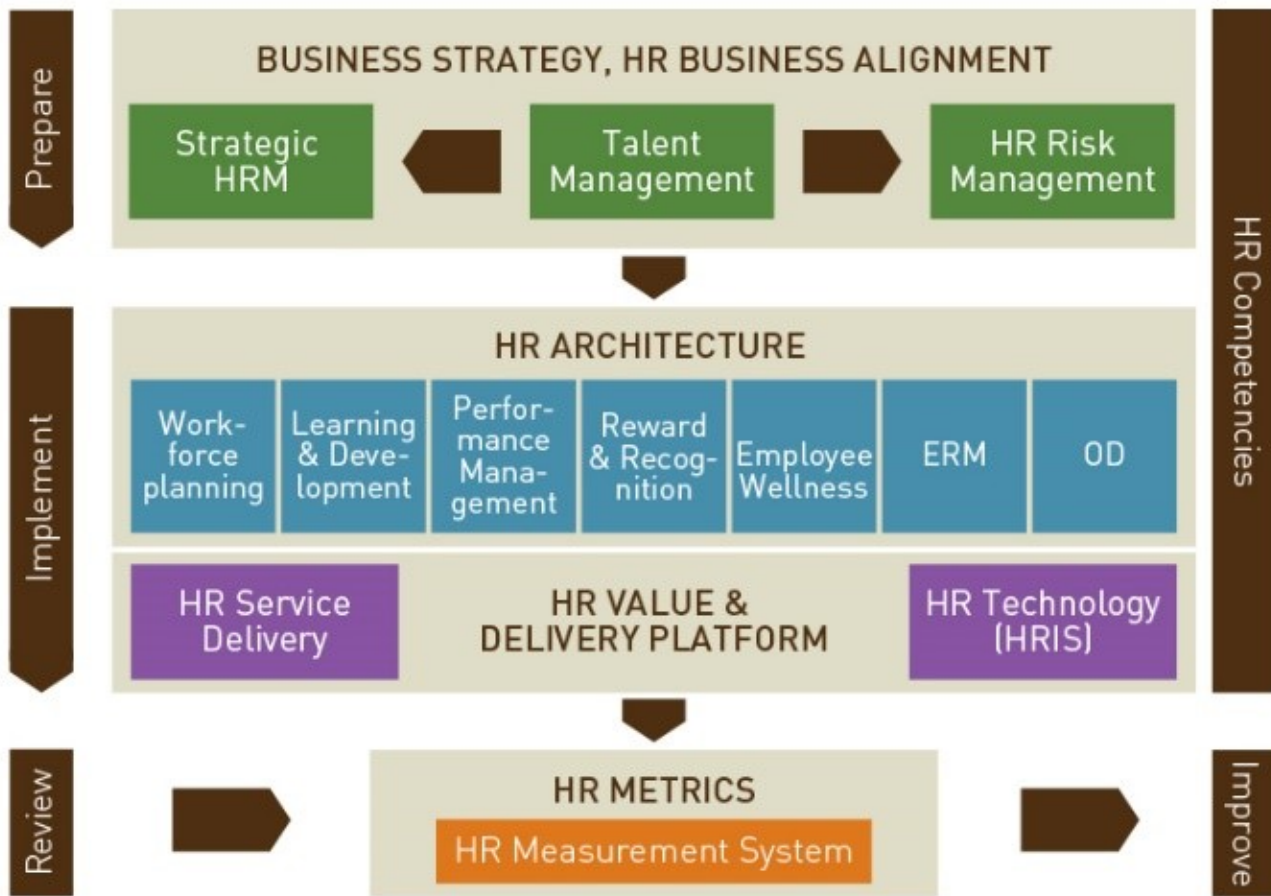 Prepare
BUSINESS STRATEGY, HR BUSINESS ALIGNMENT
Strategic
HRM
Talent
Management
HR Risk
Management
HR Competencies
Implement
HR ARCHITECTURE
Work-
force
planning
Learning
& Deve-
lopment
Perfor-
mance
Mana-
gement
Reward
& Recog-
nition
Employee
Wellness
ERM
OD
HR Service
Delivery
HR VALUE &
DELIVERY PLATFORM
HR Technology
(HRIS)
Review
HR METRICS
HR Measurement System
Improve